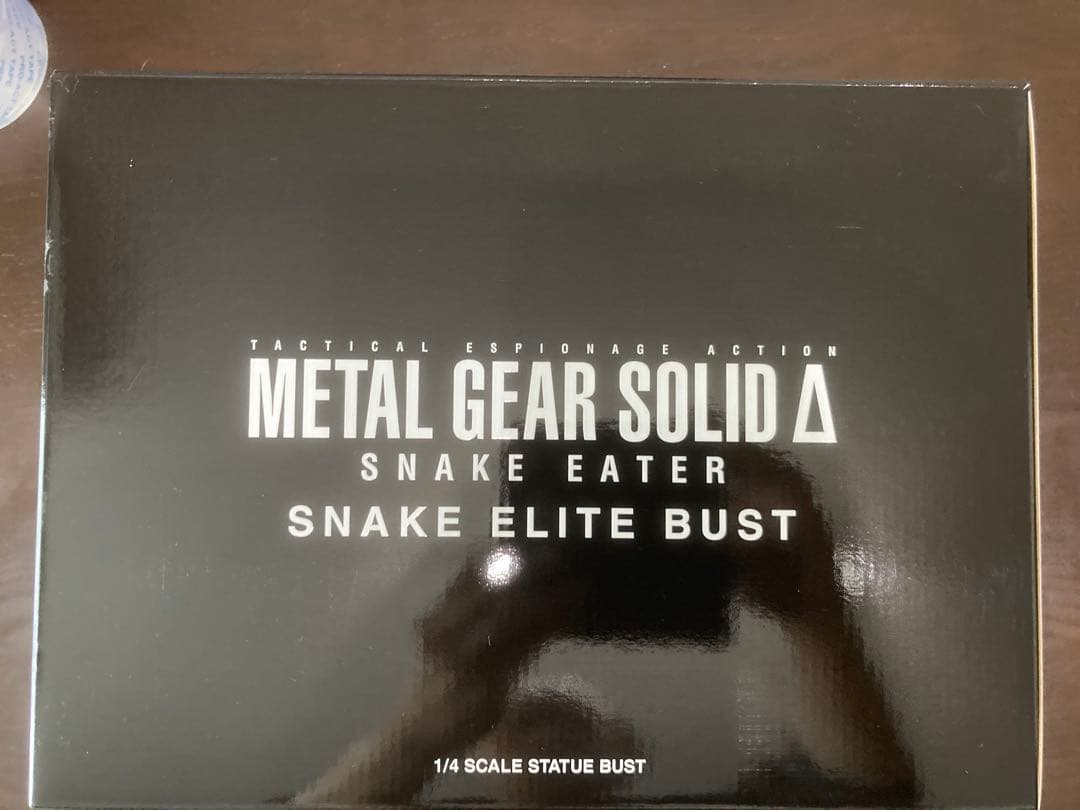 TACTICAL ESPIONAGE ACTION
METAL GEAR SOLID Δ
SNAKE EATER
SNAKE ELITE BUST
1/4 SCALE STATUE BUST